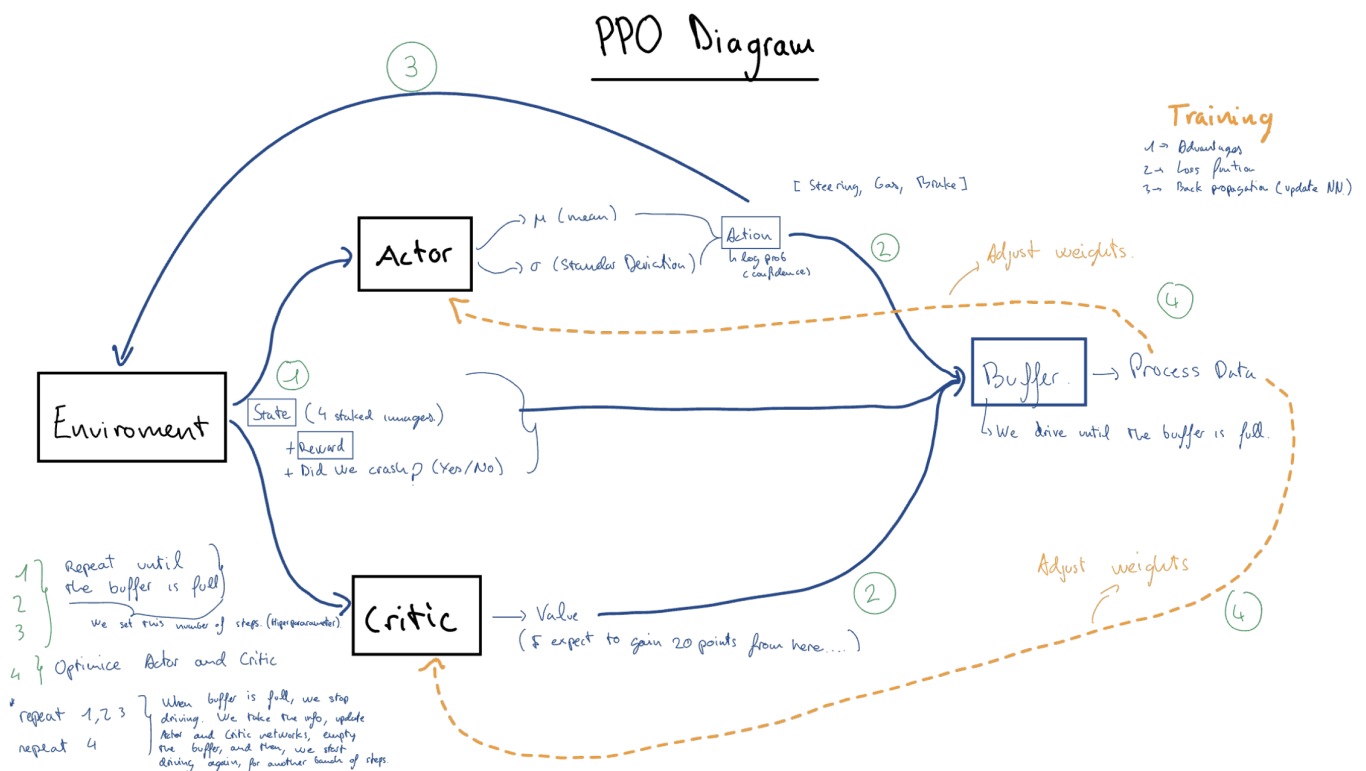 PPO Diagram
3
Training
1 → Advantages
2 → Loss function
3 → Back propagation (update NN)
[ Steering, Gas, Brake ]
Actor
μ (mean)
σ (Standar Deviation)
Action
↳ log prob
(confidences)
2
Adjust weights.
4
Enviroment
1
State (4 staked images.)
+ Reward
+ Did we crash? (Yes/No)
Buffer.
→ Process Data
↳ We drive until the buffer is full.
Critic
→ Value
(I expect to gain 20 points from here....)
2
Adjust weights
4
1
2
3
Repeat until
the buffer is full
We set this number of steps. (Hiperparameter)
4 Optimice Actor and Critic
* repeat 1,2 3
repeat 4
When buffer is full, we stop
driving. We take the info, update
Actor and Critic networks, empty
the buffer, and then, we start
driving again, for another bunch of steps.